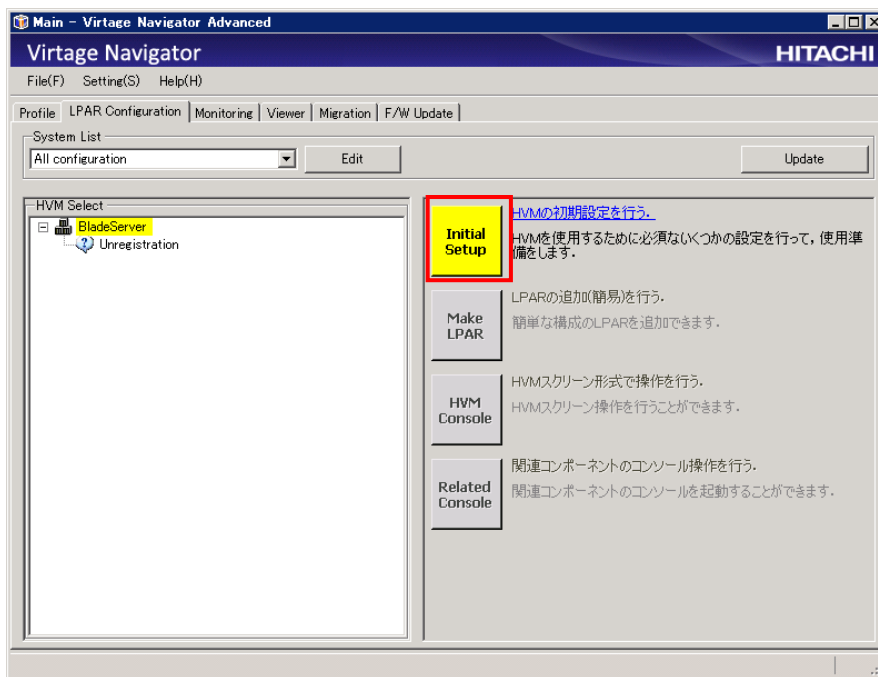 Main - Virtage Navigator Advanced
Virtage Navigator
HITACHI
File(F) Setting(S) Help(H)
Profile LPAR Configuration Monitoring Viewer Migration F/W Update
System List
All configuration Edit Update
HVM Select
BladeServer
Unregistration
Initial
Setup
HVMの初期設定を行う.
HVMを使用するために必須ないくつかの設定を行って, 使用準
備をします.
Make
LPAR
LPARの追加(簡易)を行う.
簡単な構成のLPARを追加できます.
HVM
Console
HVMスクリーン形式で操作を行う.
HVMスクリーン操作を行うことができます.
Related
Console
関連コンポーネントのコンソール操作を行う.
関連コンポーネントのコンソールを起動することができます.